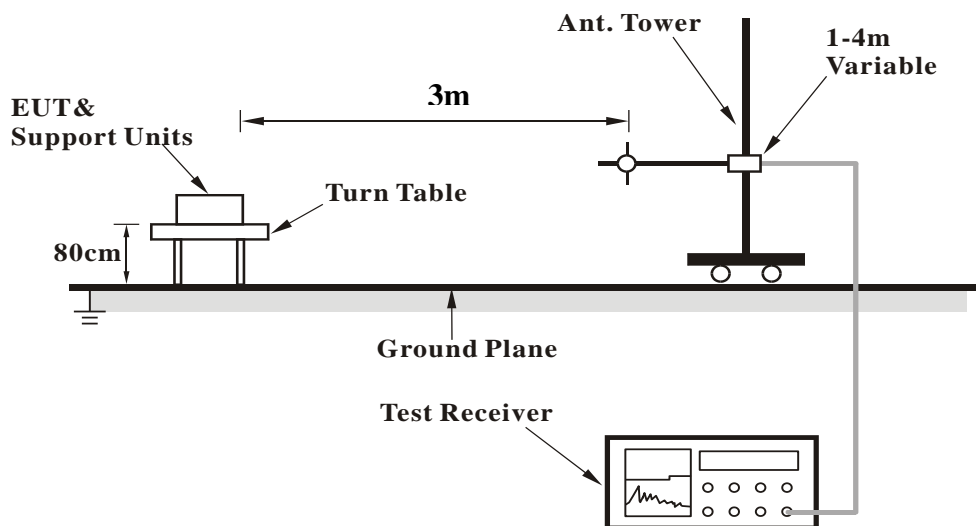 Ant. Tower
1-4m
Variable
3m
EUT&
Support Units
Turn Table
80cm
Ground Plane
Test Receiver